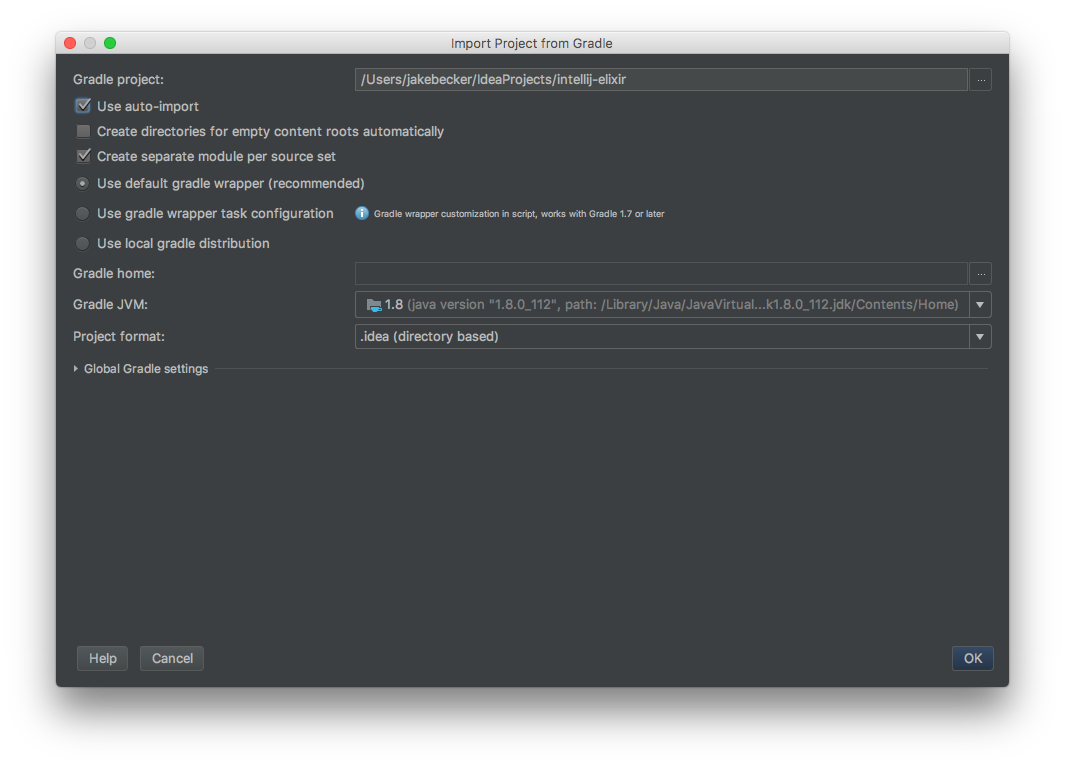 Import Project from Gradle
Gradle project: /Users/jakebecker/IdeaProjects/intellij-elixir ...
Use auto-import
Create directories for empty content roots automatically
Create separate module per source set
Use default gradle wrapper (recommended)
Use gradle wrapper task configuration Gradle wrapper customization in script, works with Gradle 1.7 or later
Use local gradle distribution
Gradle home: ...
Gradle JVM: 1.8 (java version "1.8.0_112", path: /Library/Java/JavaVirtual...k1.8.0_112.jdk/Contents/Home)
Project format: .idea (directory based)
Global Gradle settings
Help Cancel OK